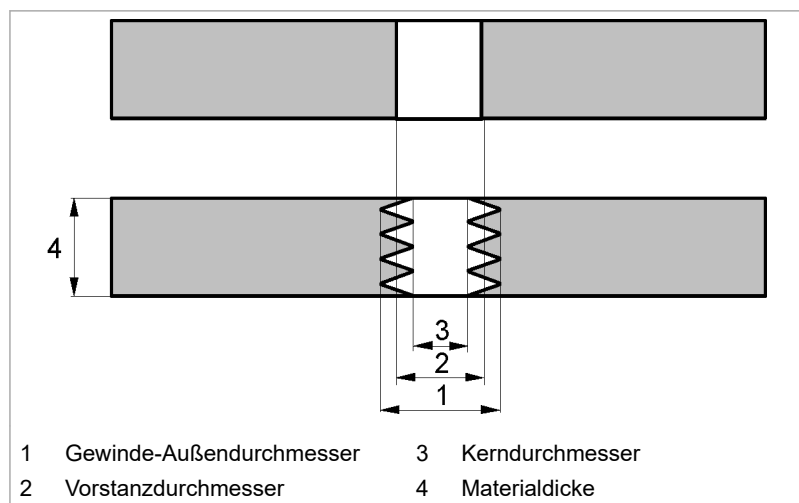 4
3
2
1
1 Gewinde-Außendurchmesser 3 Kerndurchmesser
2 Vorstanzdurchmesser 4 Materialdicke